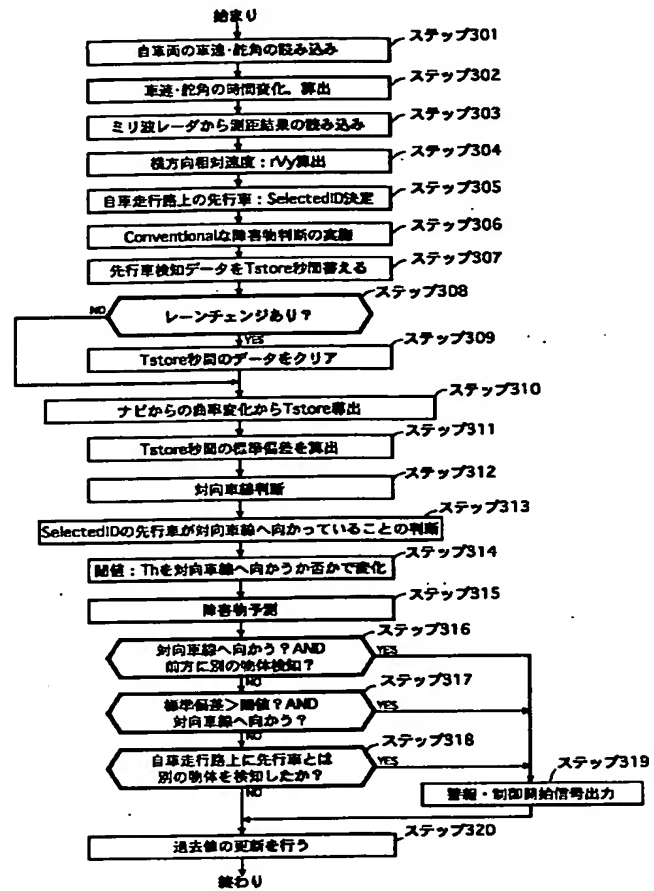 始まり
ステップ301
自車両の車速・舵角の読み込み
ステップ302
車速・舵角の時間変化。算出
ステップ303
ミリ波レーダから測距結果の読み込み
ステップ304
横方向相対速度：rVy算出
ステップ305
自車走行路上の先行車：SelectedID決定
ステップ306
Conventionalな障害物判断の実施
ステップ307
先行車検知データをTstore秒間蓄える
ステップ308
NO
レーンチェンジあり？
YES
ステップ309
Tstore秒間のデータをクリア
ステップ310
ナビからの曲率変化からTstore算出
ステップ311
Tstore秒間の標準偏差を算出
ステップ312
対向車線判断
ステップ313
SelectedIDの先行車が対向車線へ向かっていることの判断
ステップ314
閾値：Thを対向車線へ向かうか否かで変化
ステップ315
障害物予測
ステップ316
対向車線へ向かう？AND
前方に別の物体検知？
YES
NO
ステップ317
標準偏差＞閾値？AND
対向車線へ向かう？
YES
NO
ステップ318
自車走行路上に先行車とは
別の物体を検知したか？
YES
NO
ステップ319
警報・制御開始信号出力
ステップ320
過去値の更新を行う
終わり